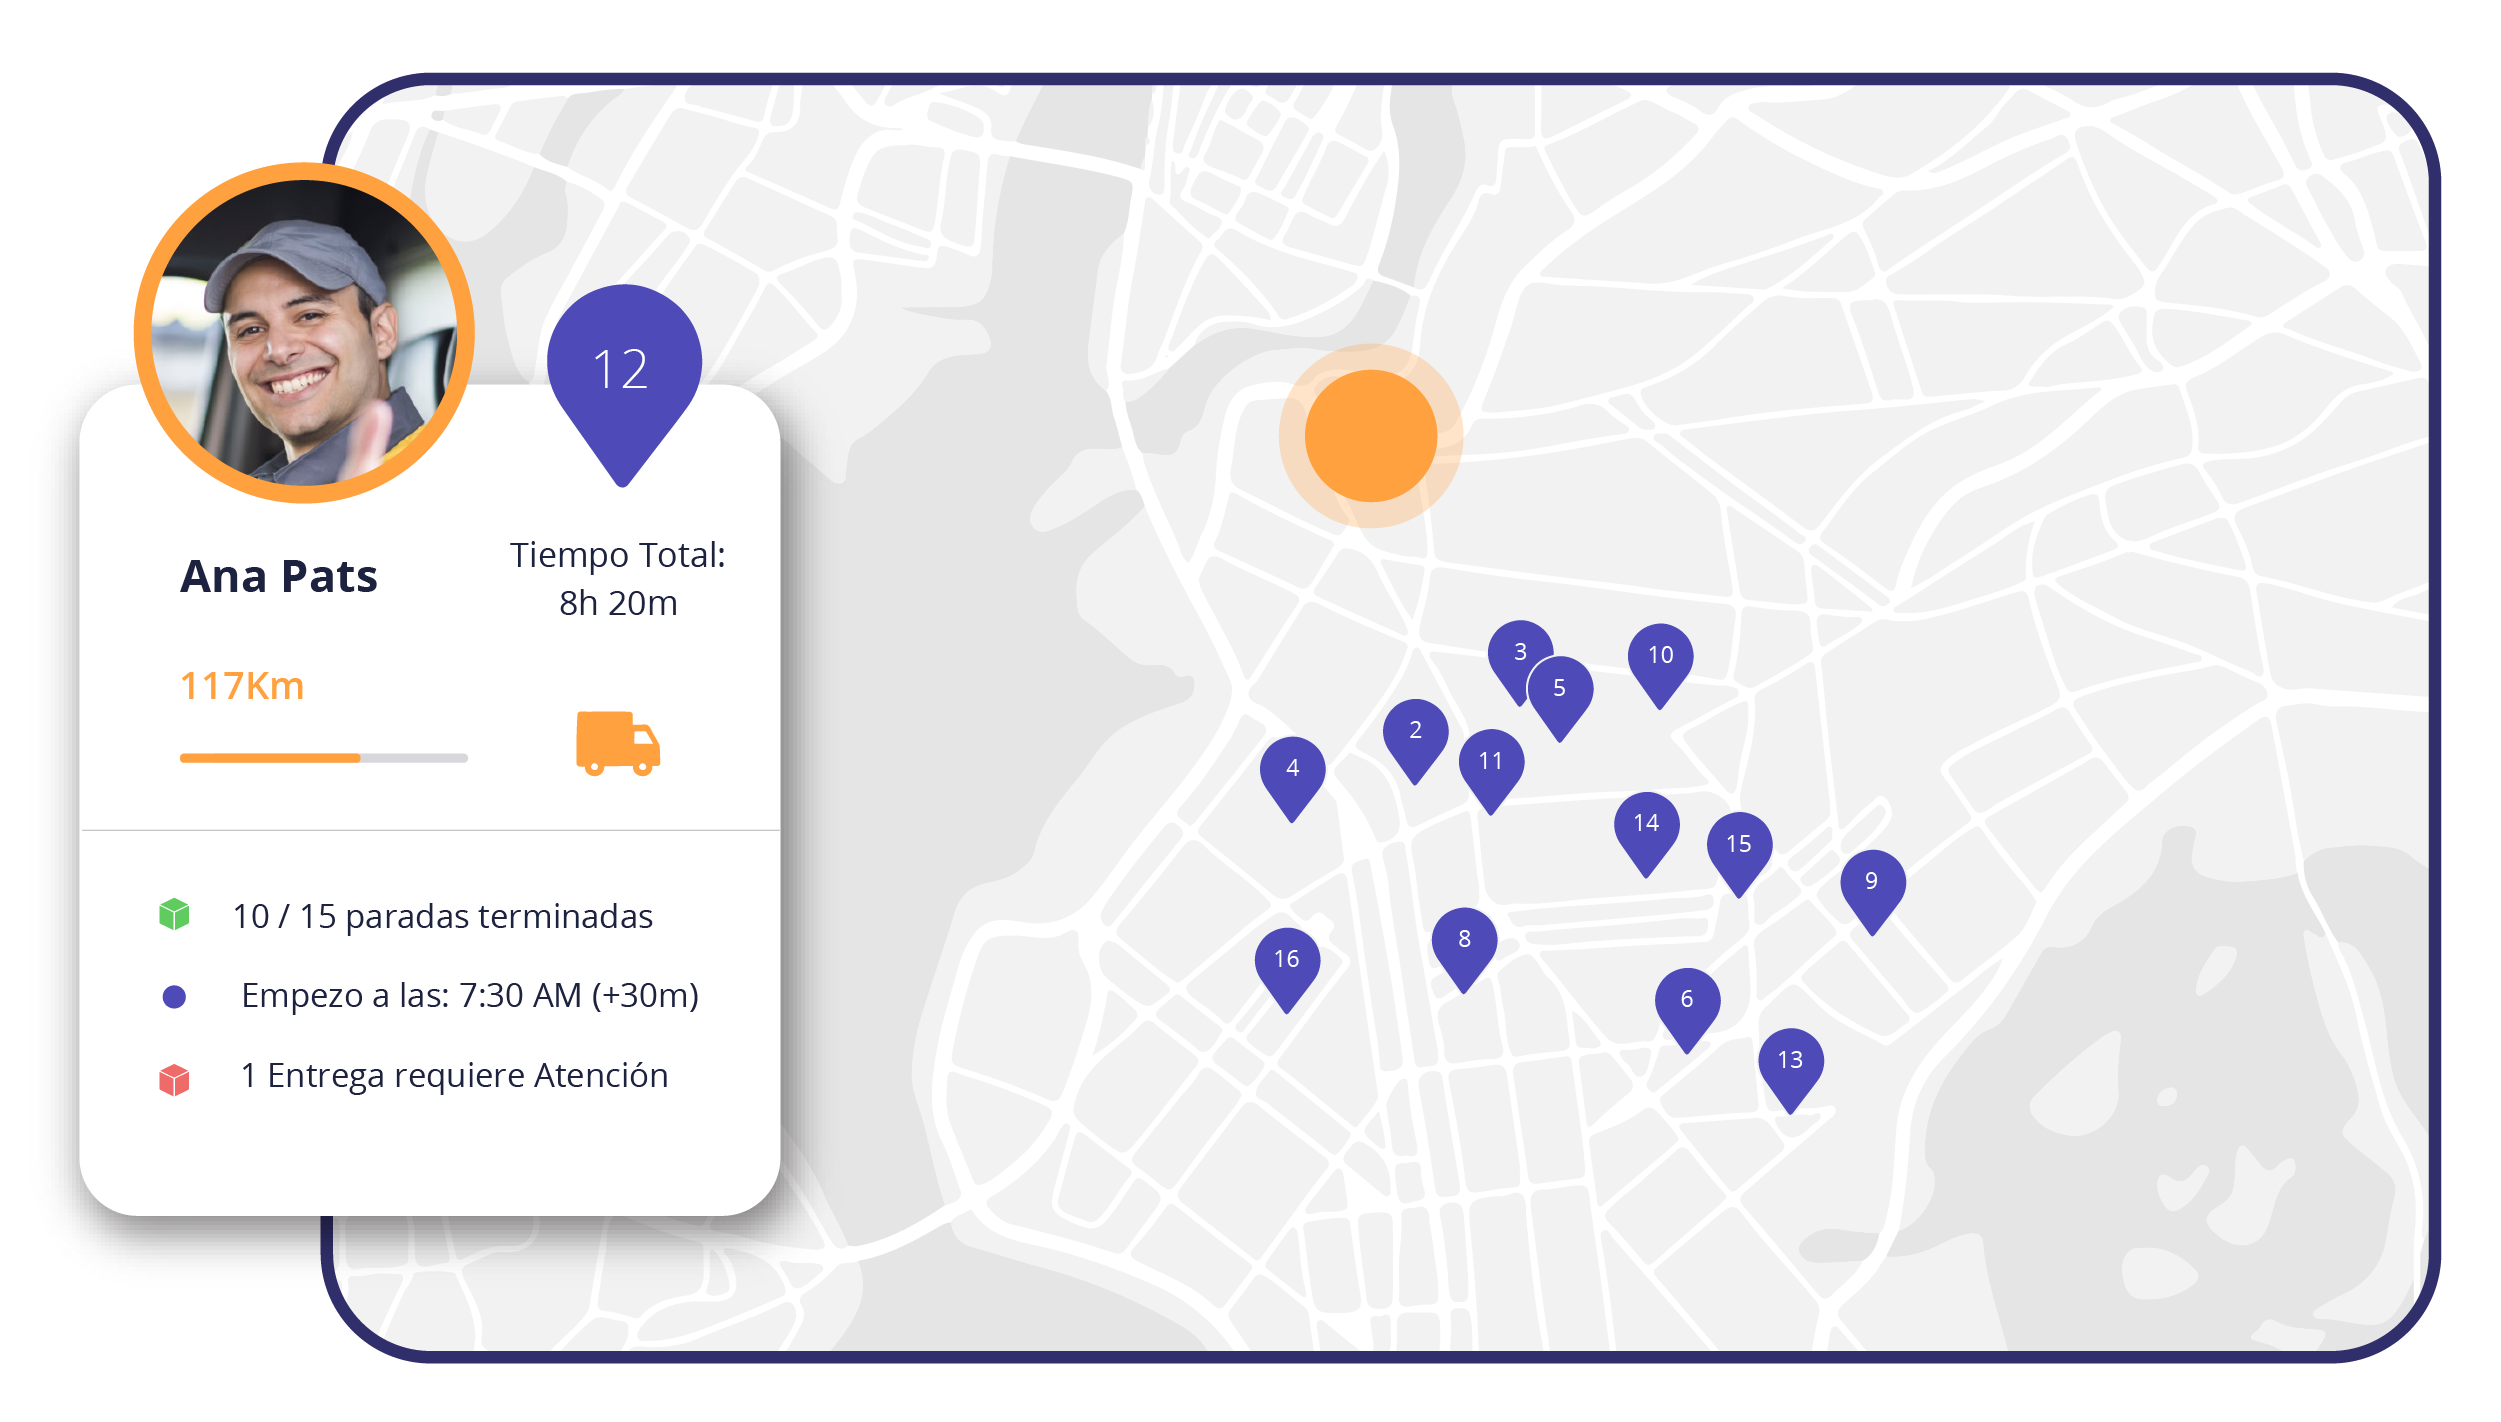 12
Ana Pats
Tiempo Total:
8h 20m
117Km
10 / 15 paradas terminadas
Empezo a las: 7:30 AM (+30m)
1 Entrega requiere Atención
3
10
5
2
11
4
14
15
9
8
16
6
13